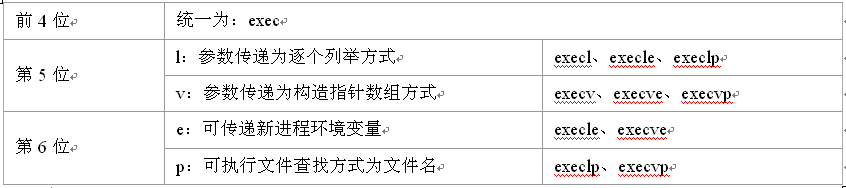 前 4 位 统一为：exec
第 5 位
l：参数传递为逐个列举方式 execl、execle、execlp
v：参数传递为构造指针数组方式 execv、execve、execvp
第 6 位
e：可传递新进程环境变量 execle、execve
p：可执行文件查找方式为文件名 execlp、execvp